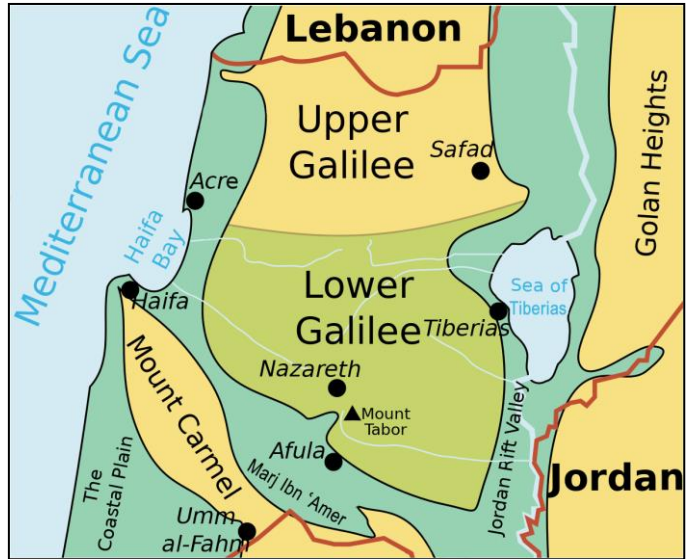 Lebanon
Mediterranean Sea
Upper
Galilee
Safad
Golan Heights
Acre
Haifa
Bay
Haifa
Lower
Galilee
Sea of
Tiberias
Tiberias
Nazareth
Mount
Tabor
Mount Carmel
Afula
Marj Ibn ‘Amer
Jordan Rift Valley
Jordan
The
Coastal Plain
Umm
al-Fahm